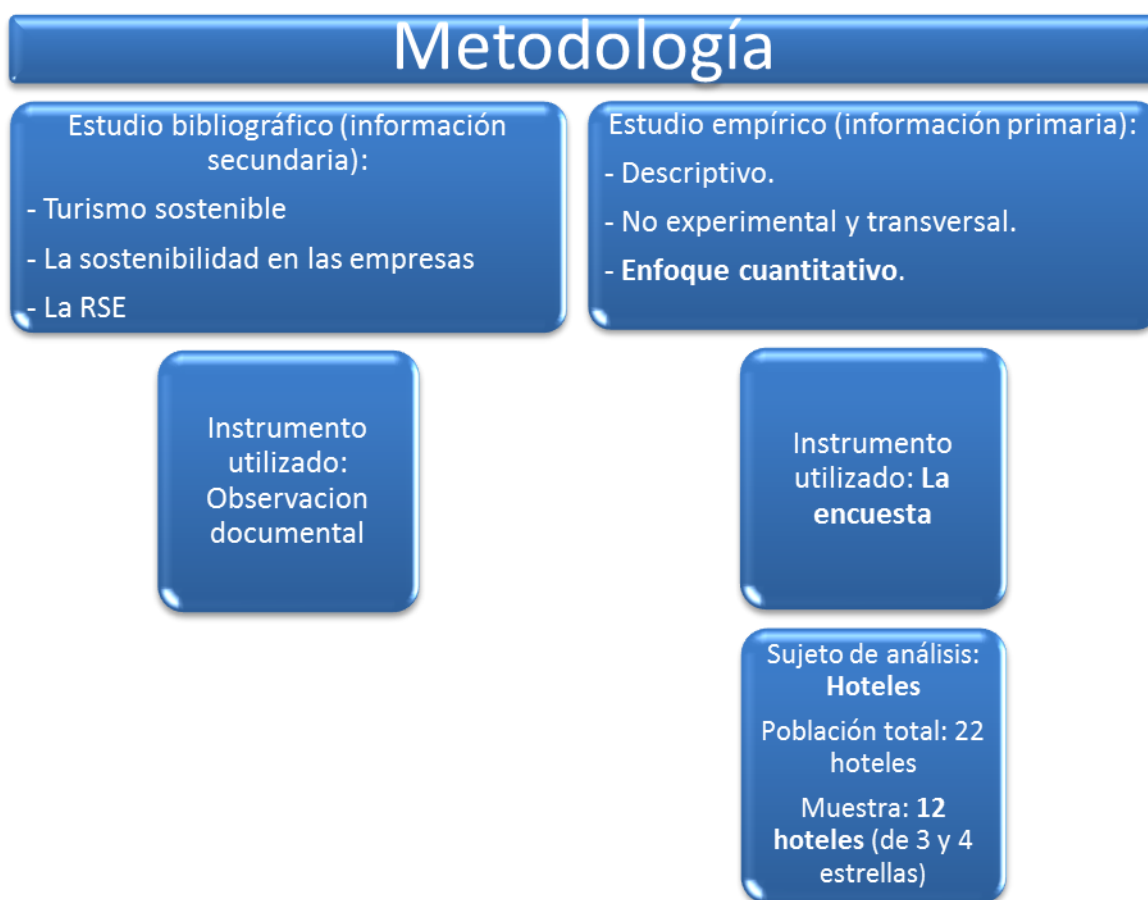 Metodología
Estudio bibliográfico (información
secundaria):
- Turismo sostenible
- La sostenibilidad en las empresas
- La RSE
Instrumento
utilizado:
Observacion
documental
Estudio empírico (información primaria):
- Descriptivo.
- No experimental y transversal.
- Enfoque cuantitativo.
Instrumento
utilizado: La
encuesta
Sujeto de análisis:
Hoteles
Población total: 22
hoteles
Muestra: 12
hoteles (de 3 y 4
estrellas)